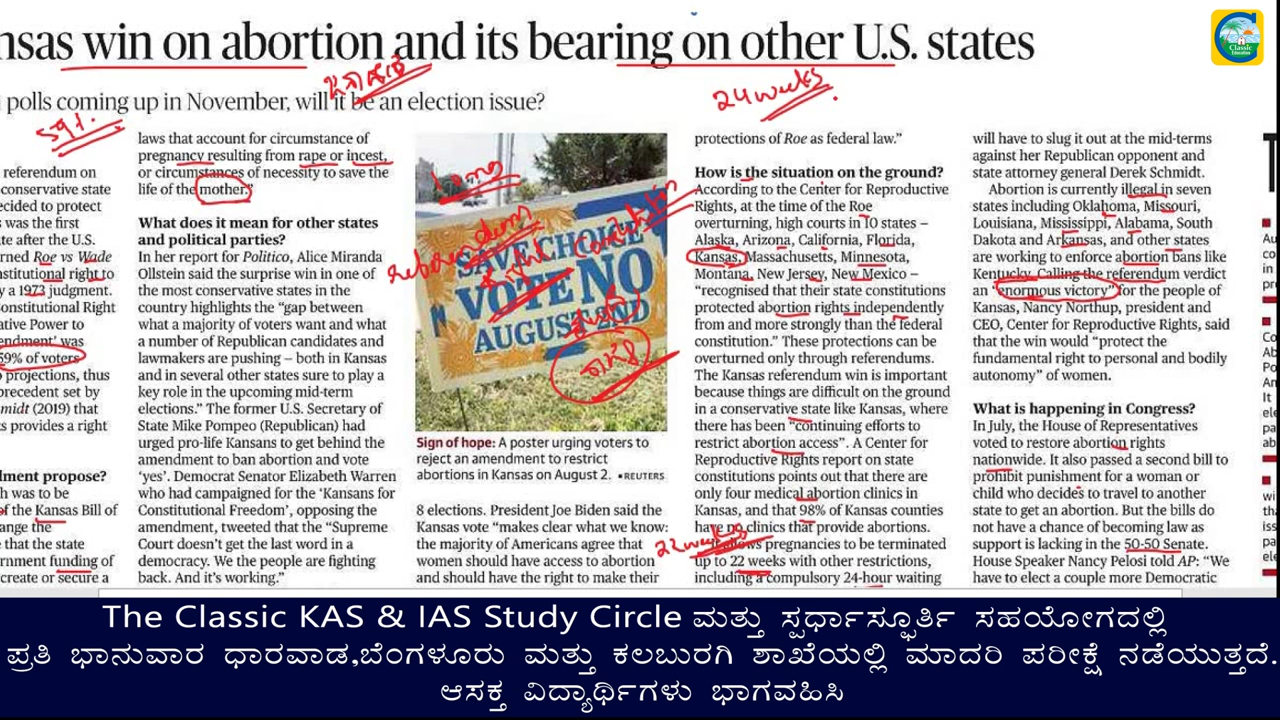 nsas win on abortion and its bearing on other U.S. states
polls coming up in November, will it be an election issue?
24 weeks
59%.
referendum on
conservative state
ecided to protect
s was the first
te after the U.S.
rned Roe vs Wade
nstitutional right to
y a 1973 judgment.
Constitutional Right
ative Power to
endment’ was
59% of voters
projections, thus
precedent set by
midt (2019) that
ts provides a right
dment propose?
h was to be
of the Kansas Bill of
ange the
e that the state
rnment funding of
create or secure a
laws that account for circumstance of
pregnancy resulting from rape or incest,
or circumstances of necessity to save the
life of the mother.”
What does it mean for other states
and political parties?
In her report for Politico, Alice Miranda
Ollstein said the surprise win in one of
the most conservative states in the
country highlights the “gap between
what a majority of voters want and what
a number of Republican candidates and
lawmakers are pushing – both in Kansas
and in several other states sure to play a
key role in the upcoming mid-term
elections.” The former U.S. Secretary of
State Mike Pompeo (Republican) had
urged pro-life Kansans to get behind the
amendment to ban abortion and vote
‘yes’. Democrat Senator Elizabeth Warren
who had campaigned for the ‘Kansans for
Constitutional Freedom’, opposing the
amendment, tweeted that the “Supreme
Court doesn’t get the last word in a
democracy. We the people are fighting
back. And it’s working.”
referendum
Constitution
SAVE CHOICE
VOTE NO
AUGUST 2ND
Sign of hope: A poster urging voters to
reject an amendment to restrict
abortions in Kansas on August 2. ■ REUTERS
8 elections. President Joe Biden said the
Kansas vote “makes clear what we know:
the majority of Americans agree that
women should have access to abortion
and should have the right to make their
22 weeks
protections of Roe as federal law.”
How is the situation on the ground?
According to the Center for Reproductive
Rights, at the time of the Roe
overturning, high courts in 10 states –
Alaska, Arizona, California, Florida,
Kansas, Massachusetts, Minnesota,
Montana, New Jersey, New Mexico –
“recognised that their state constitutions
protected abortion rights independently
from and more strongly than the federal
constitution.” These protections can be
overturned only through referendums.
The Kansas referendum win is important
because things are difficult on the ground
in a conservative state like Kansas, where
there has been “continuing efforts to
restrict abortion access”. A Center for
Reproductive Rights report on state
constitutions points out that there are
only four medical abortion clinics in
Kansas, and that 98% of Kansas counties
have no clinics that provide abortions.
allows pregnancies to be terminated
up to 22 weeks with other restrictions,
including a compulsory 24-hour waiting
will have to slug it out at the mid-terms
against her Republican opponent and
state attorney general Derek Schmidt.
Abortion is currently illegal in seven
states including Oklahoma, Missouri,
Louisiana, Mississippi, Alabama, South
Dakota and Arkansas, and other states
are working to enforce abortion bans like
Kentucky. Calling the referendum verdict
an “enormous victory” for the people of
Kansas, Nancy Northup, president and
CEO, Center for Reproductive Rights, said
that the win would “protect the
fundamental right to personal and bodily
autonomy” of women.
What is happening in Congress?
In July, the House of Representatives
voted to restore abortion rights
nationwide. It also passed a second bill to
prohibit punishment for a woman or
child who decides to travel to another
state to get an abortion. But the bills do
not have a chance of becoming law as
support is lacking in the 50-50 Senate.
House Speaker Nancy Pelosi told AP: “We
have to elect a couple more Democratic
Classic
Education
The Classic KAS & IAS Study Circle ಮತ್ತು ಸ್ಪರ್ಧಾಸ್ಫೂರ್ತಿ ಸಹಯೋಗದಲ್ಲಿ
ಪ್ರತಿ ಭಾನುವಾರ ಧಾರವಾಡ,ಬೆಂಗಳೂರು ಮತ್ತು ಕಲಬುರಗಿ ಶಾಖೆಯಲ್ಲಿ ಮಾದರಿ ಪರೀಕ್ಷೆ ನಡೆಯುತ್ತದೆ.
ಆಸಕ್ತ ವಿದ್ಯಾರ್ಥಿಗಳು ಭಾಗವಹಿಸಿ